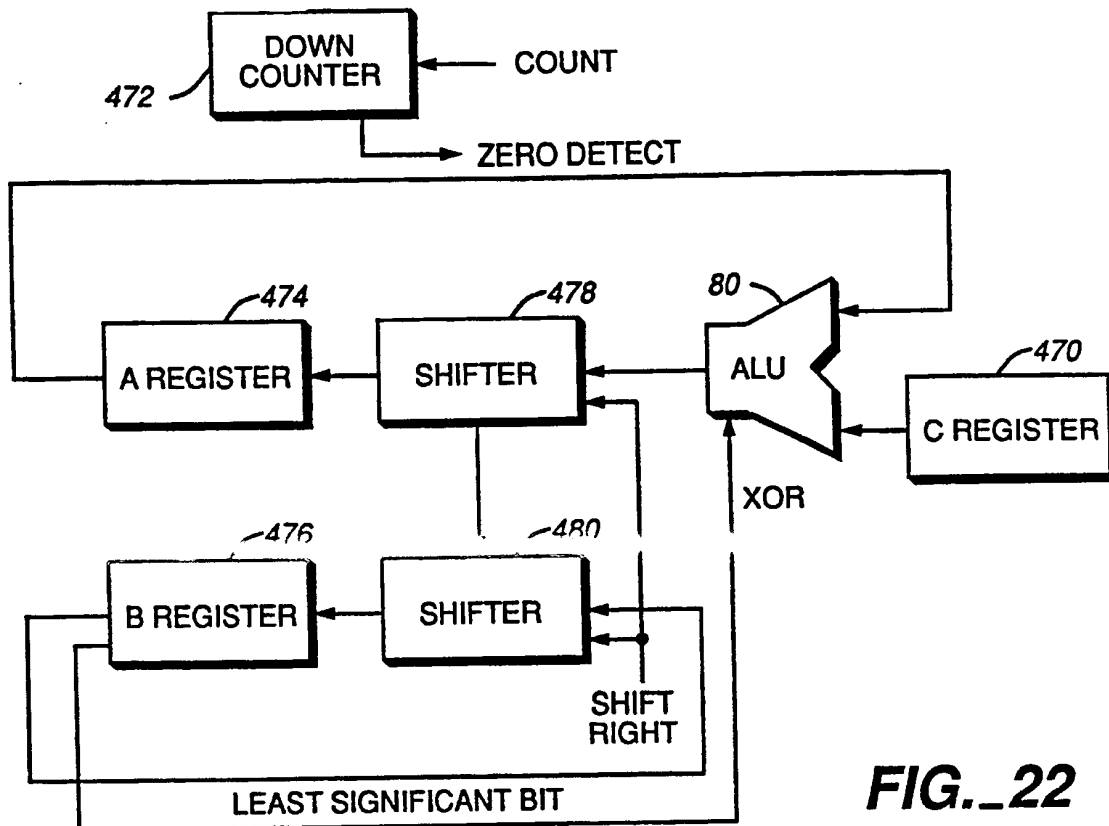 DOWN
COUNTER
COUNT
472
ZERO DETECT
474
478
80
470
A REGISTER
SHIFTER
ALU
C REGISTER
XOR
476
480
B REGISTER
SHIFTER
SHIFT
RIGHT
LEAST SIGNIFICANT BIT
FIG._22